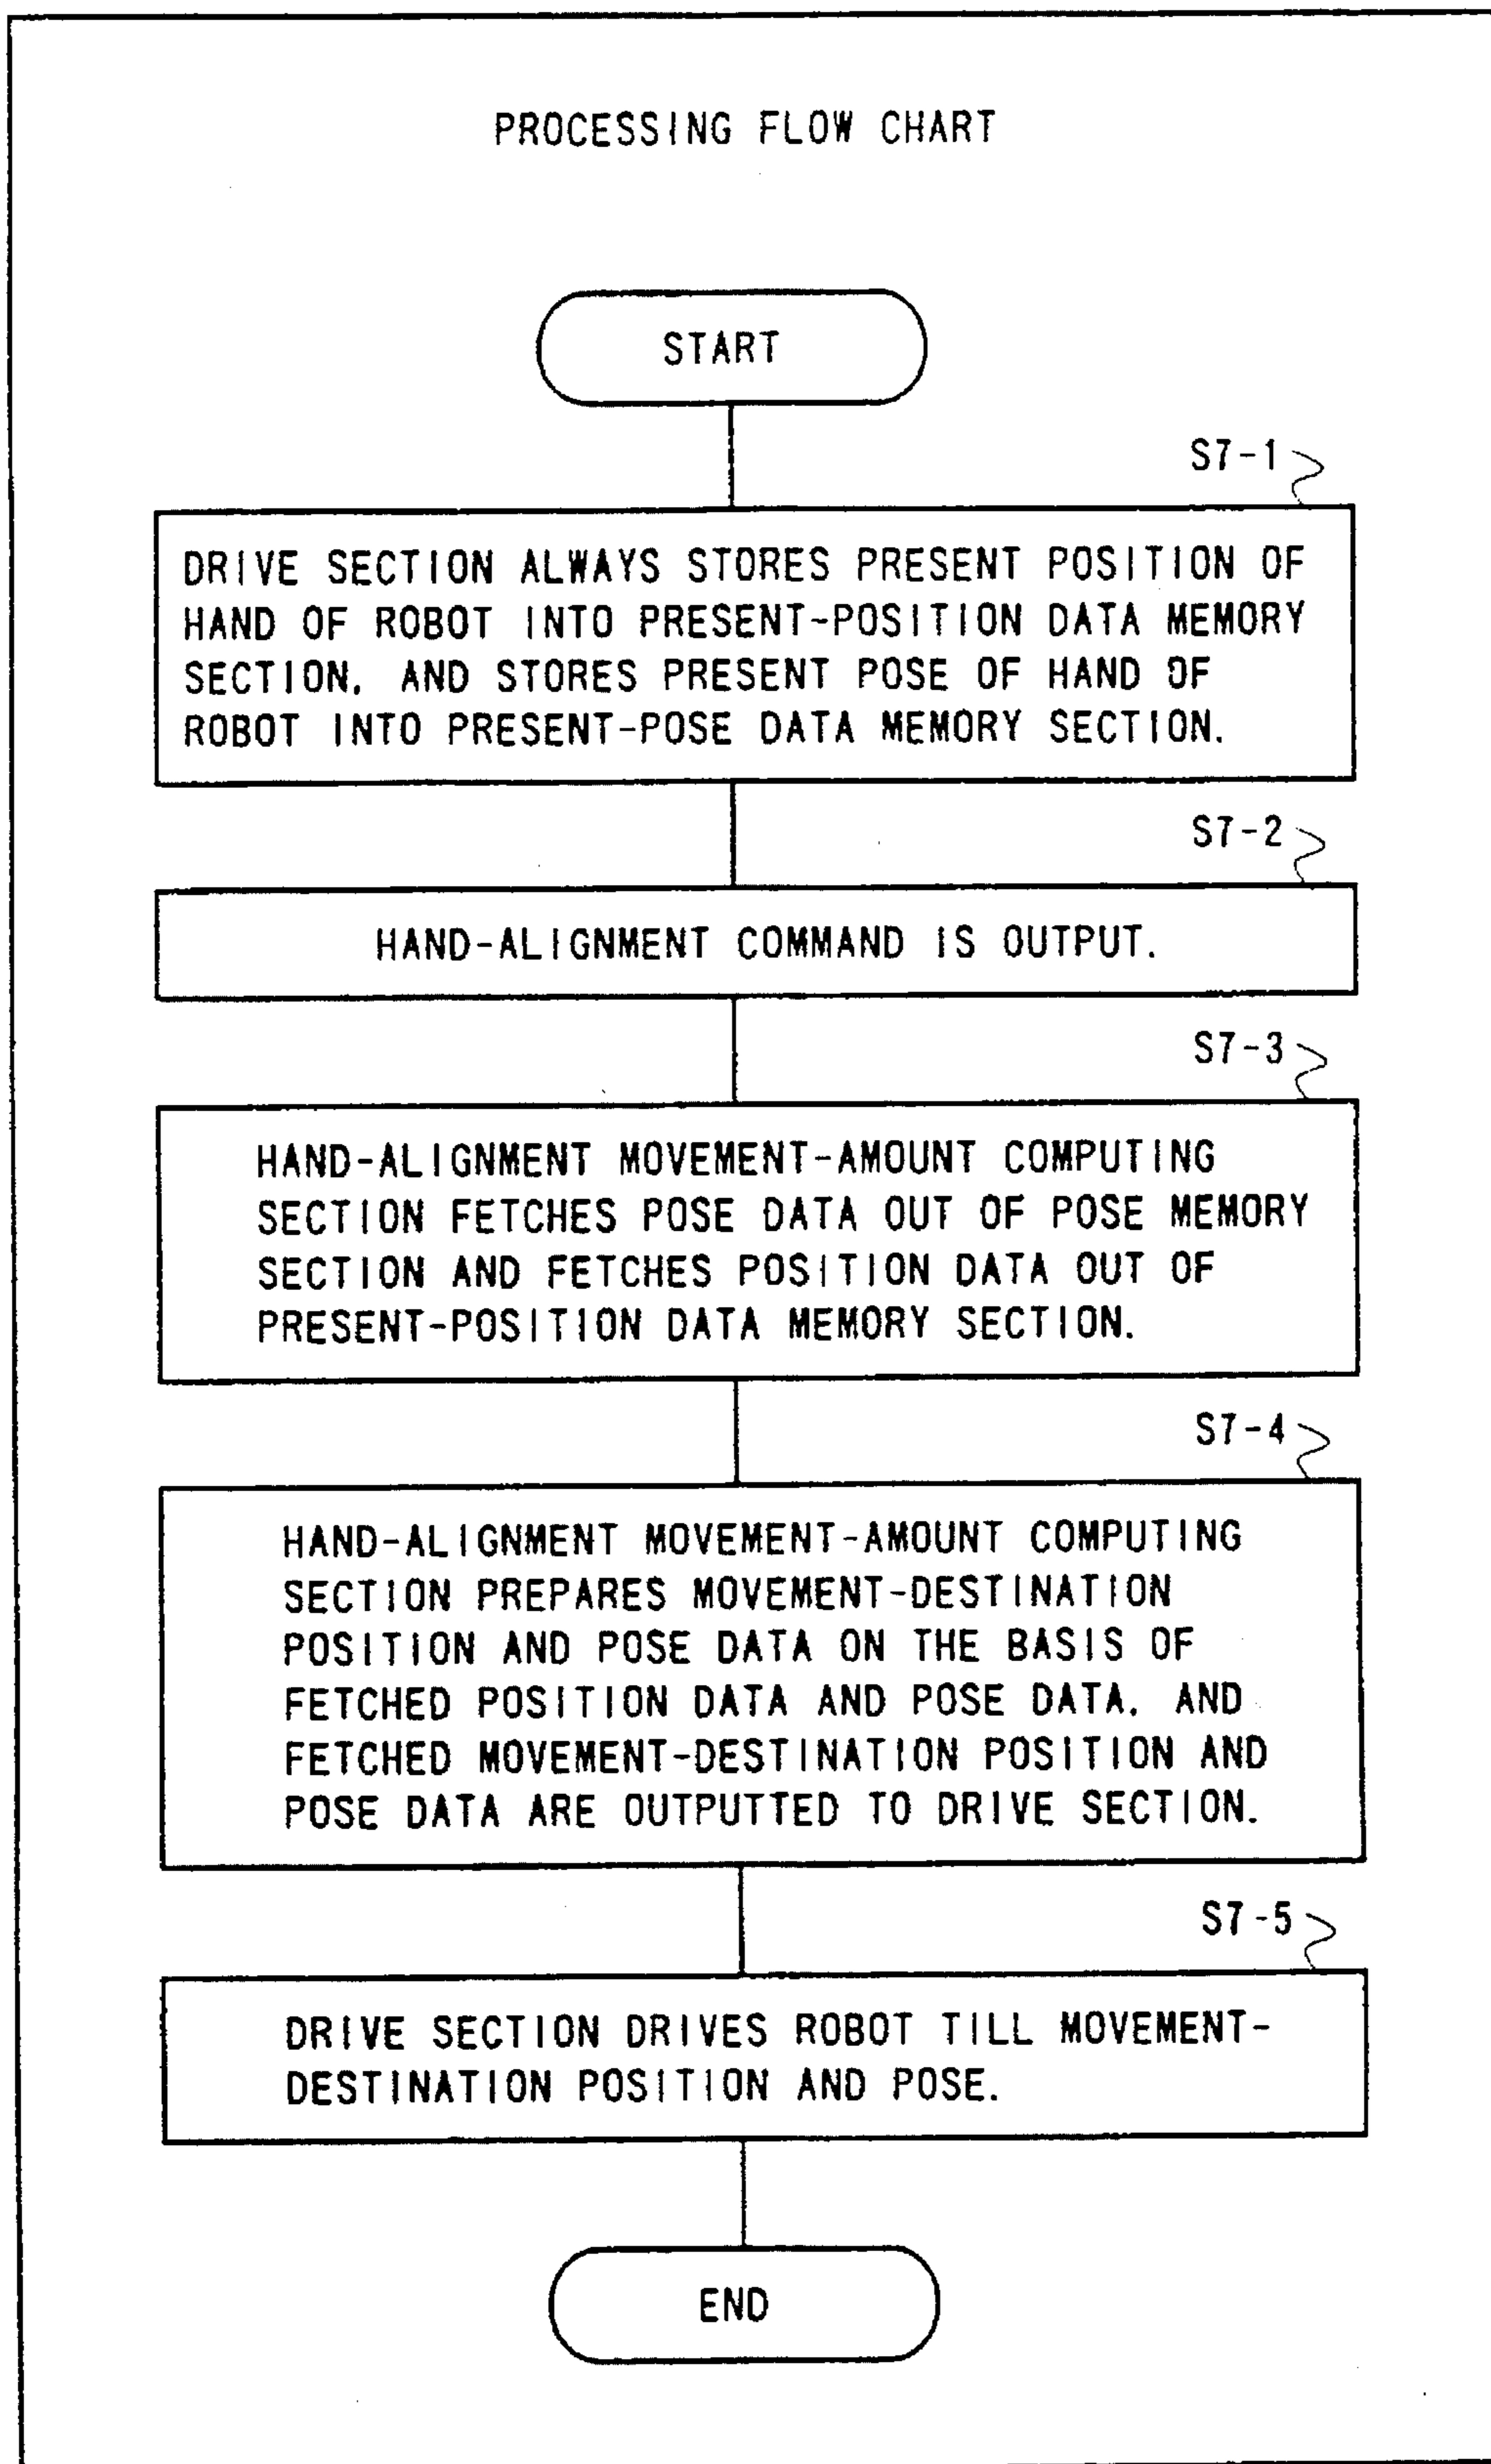 PROCESSING FLOW CHART
START
S7-1
DRIVE SECTION ALWAYS STORES PRESENT POSITION OF
HAND OF ROBOT INTO PRESENT-POSITION DATA MEMORY
SECTION. AND STORES PRESENT POSE OF HAND OF
ROBOT INTO PRESENT-POSE DATA MEMORY SECTION.
S7-2
HAND-ALIGNMENT COMMAND IS OUTPUT.
S7-3
HAND-ALIGNMENT MOVEMENT-AMOUNT COMPUTING
SECTION FETCHES POSE DATA OUT OF POSE MEMORY
SECTION AND FETCHES POSITION DATA OUT OF
PRESENT-POSITION DATA MEMORY SECTION.
S7-4
HAND-ALIGNMENT MOVEMENT-AMOUNT COMPUTING
SECTION PREPARES MOVEMENT-DESTINATION
POSITION AND POSE DATA ON THE BASIS OF
FETCHED POSITION DATA AND POSE DATA. AND
FETCHED MOVEMENT-DESTINATION POSITION AND
POSE DATA ARE OUTPUTTED TO DRIVE SECTION.
S7-5
DRIVE SECTION DRIVES ROBOT TILL MOVEMENT-
DESTINATION POSITION AND POSE.
END